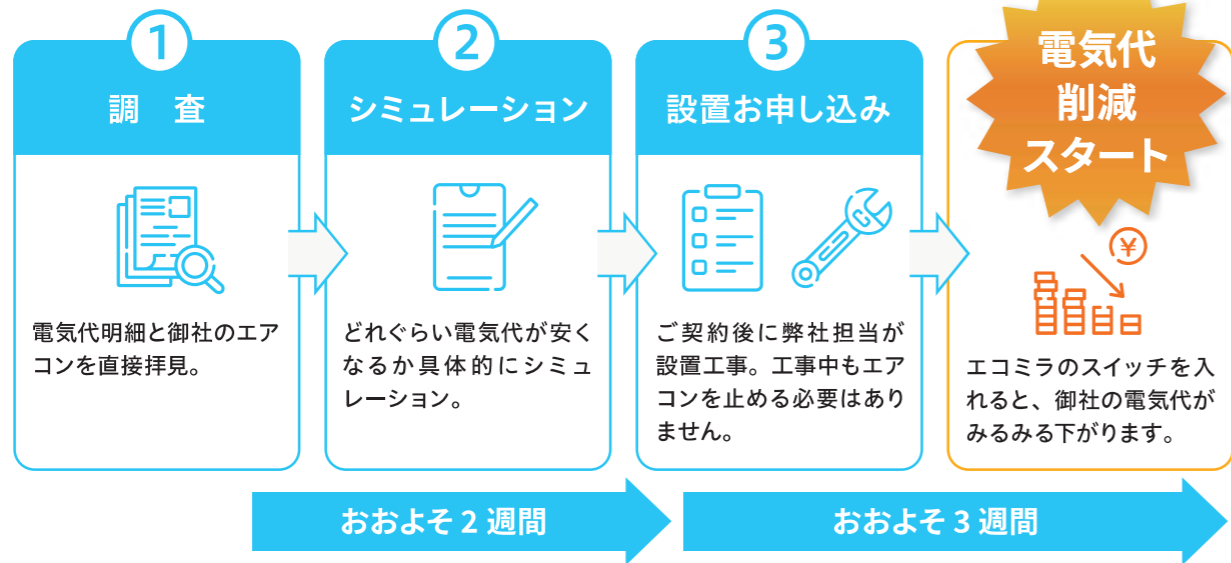 1
調 査
電気代明細と御社のエア
コンを直接拝見。
2
シミュレーション
どれぐらい電気代が安く
なるか具体的にシミュ
レーション。
3
設置お申し込み
ご契約後に弊社担当が
設置工事。工事中もエア
コンを止める必要はあり
ません。
電気代
削減
スタート
¥
エコミラのスイッチを入
れると、御社の電気代が
みるみる下がります。
おおよそ 2 週間
おおよそ 3 週間